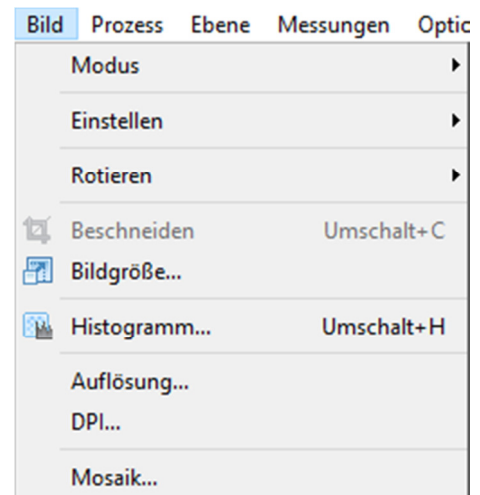 Bild Prozess Ebene Messungen Optic
Modus
Einstellen
Rotieren
Beschneiden Umschalt+C
Bildgröße...
Histogramm... Umschalt+H
Auflösung...
DPI...
Mosaik...